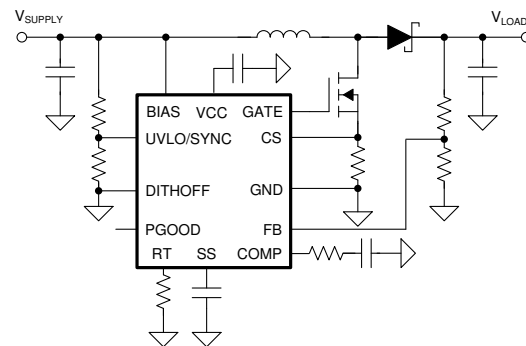 VSUPPLY
VLOAD
BIAS
VCC
GATE
UVLO/SYNC
CS
DITHOFF
GND
PGOOD
FB
RT
SS
COMP